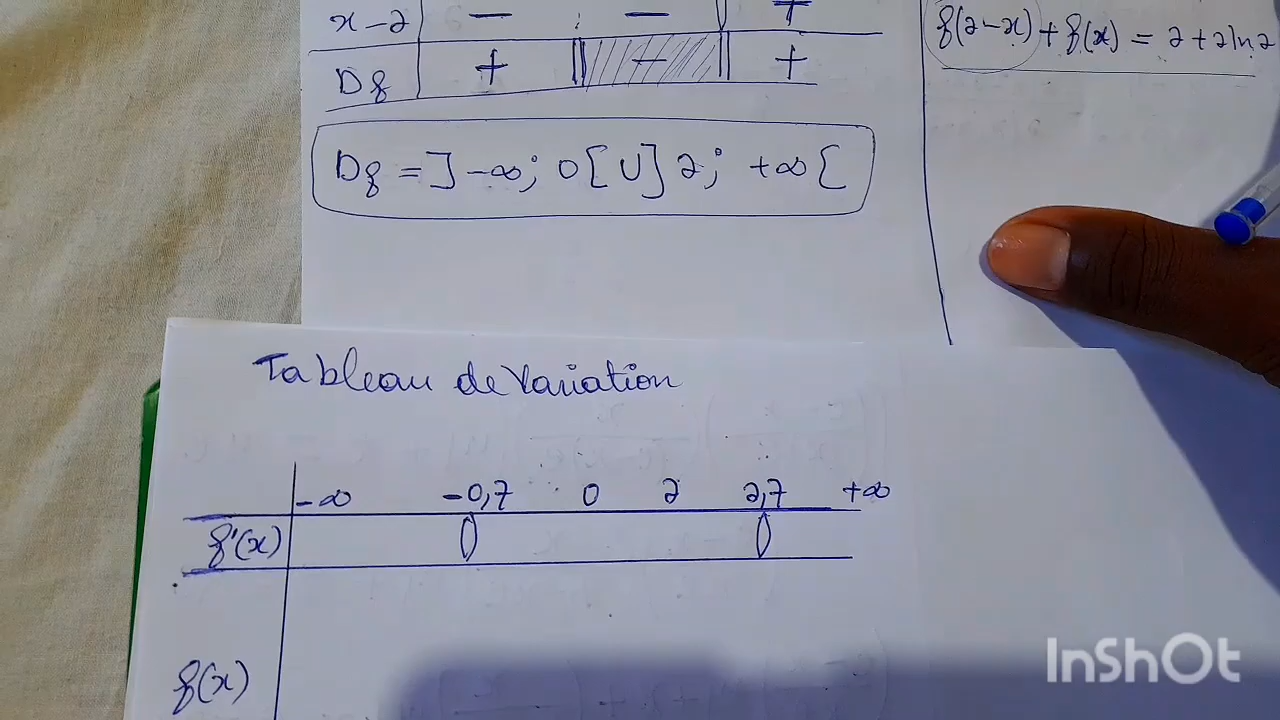 x-2 - - +
Df + - +
Df = ]-∞; 0[ U ]2; +∞[
f(2-x) + f(x) = 2 + 2ln2
Tableau de Variation
-∞ -0,7 0 2 2,7 +∞
f'(x) 0 0
f(x)
InShOt